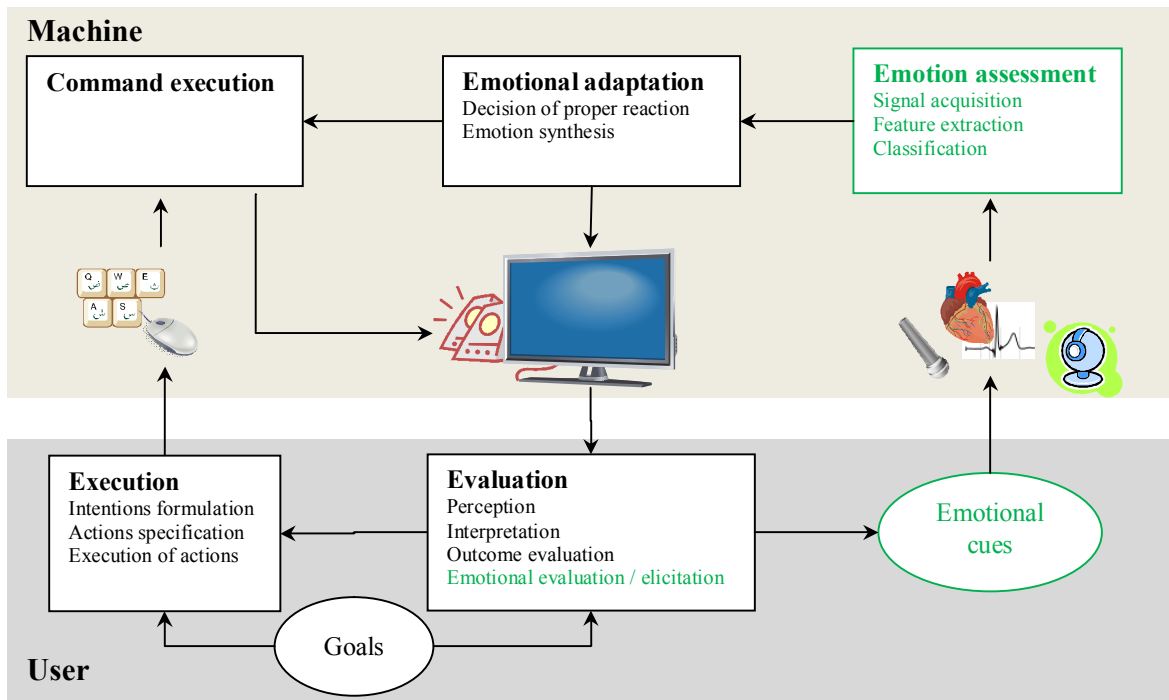 Machine
Command execution
Emotional adaptation
Decision of proper reaction
Emotion synthesis
Emotion assessment
Signal acquisition
Feature extraction
Classification
Q ض W ص E ث
A ش S س
Execution
Intentions formulation
Actions specification
Execution of actions
Evaluation
Perception
Interpretation
Outcome evaluation
Emotional evaluation / elicitation
Emotional
cues
Goals
User